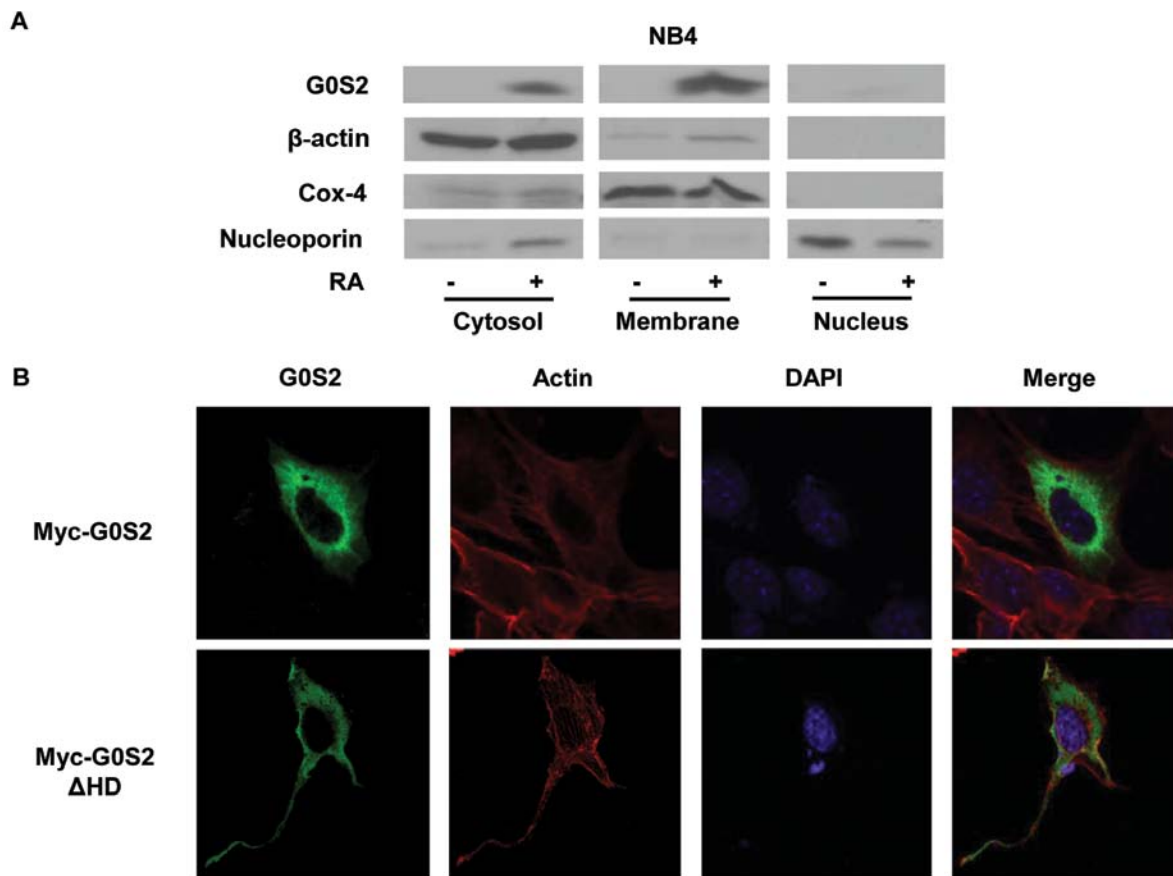 A
NB4
G0S2
β-actin
Cox-4
Nucleoporin
RA - + - + - +
Cytosol Membrane Nucleus
B
G0S2 Actin DAPI Merge
Myc-G0S2
Myc-G0S2
ΔHD